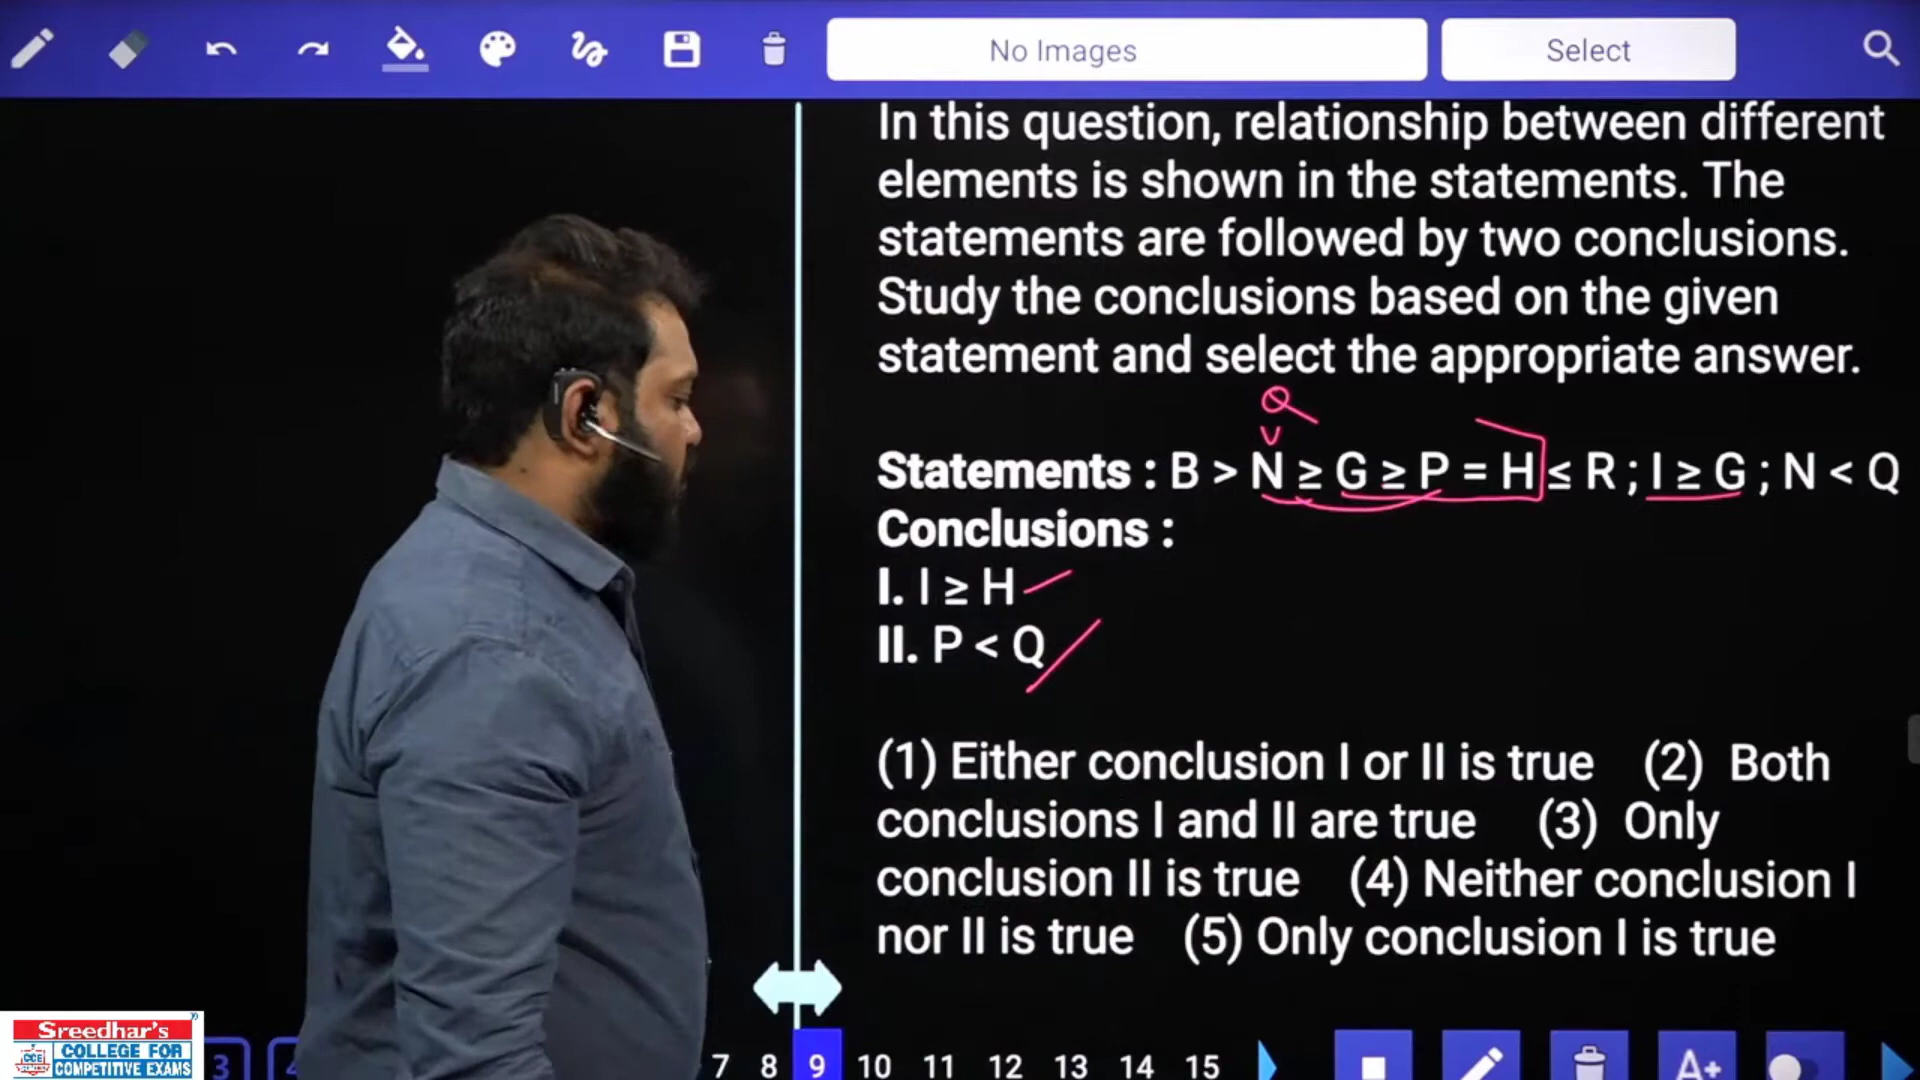 No Images
Select
In this question, relationship between different
elements is shown in the statements. The
statements are followed by two conclusions.
Study the conclusions based on the given
statement and select the appropriate answer.
Q
Statements : B > N ≥ G ≥ P = H ≤ R ; I ≥ G ; N < Q
Conclusions :
I. I ≥ H
II. P < Q
(1) Either conclusion I or II is true (2) Both
conclusions I and II are true (3) Only
conclusion II is true (4) Neither conclusion I
nor II is true (5) Only conclusion I is true
3 7 8 9 10 11 12 13 14 15 A+
Sreedhar's
CCE
COLLEGE FOR
COMPETITIVE EXAMS